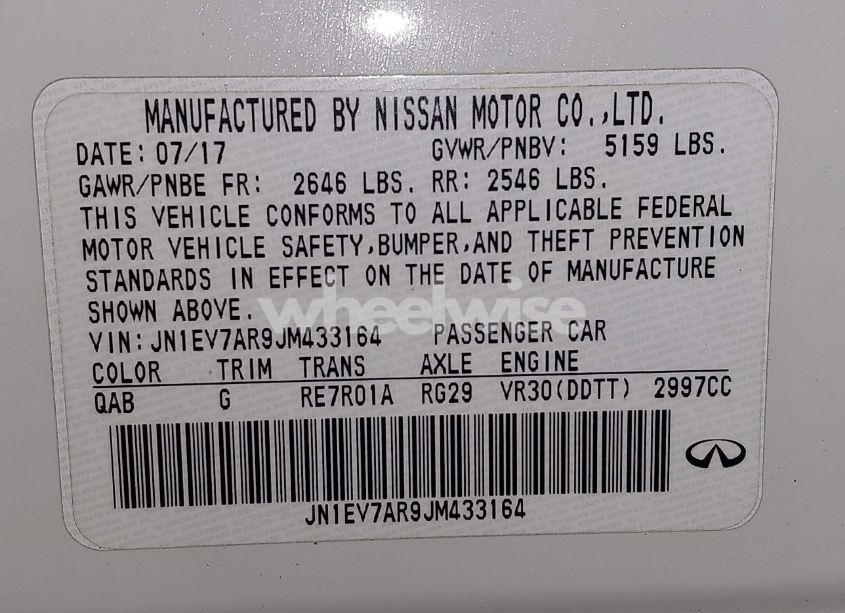 MANUFACTURED BY NISSAN MOTOR CO.,LTD.
DATE: 07/17 GVWR/PNBV: 5159 LBS.
GAWR/PNBE FR: 2646 LBS. RR: 2546 LBS.
THIS VEHICLE CONFORMS TO ALL APPLICABLE FEDERAL
MOTOR VEHICLE SAFETY,BUMPER,AND THEFT PREVENTION
STANDARDS IN EFFECT ON THE DATE OF MANUFACTURE
SHOWN ABOVE.
wheelwise
VIN: JN1EV7AR9JM433164 PASSENGER CAR
COLOR TRIM TRANS AXLE ENGINE
QAB G RE7R01A RG29 VR30(DDTT) 2997CC
JN1EV7AR9JM433164